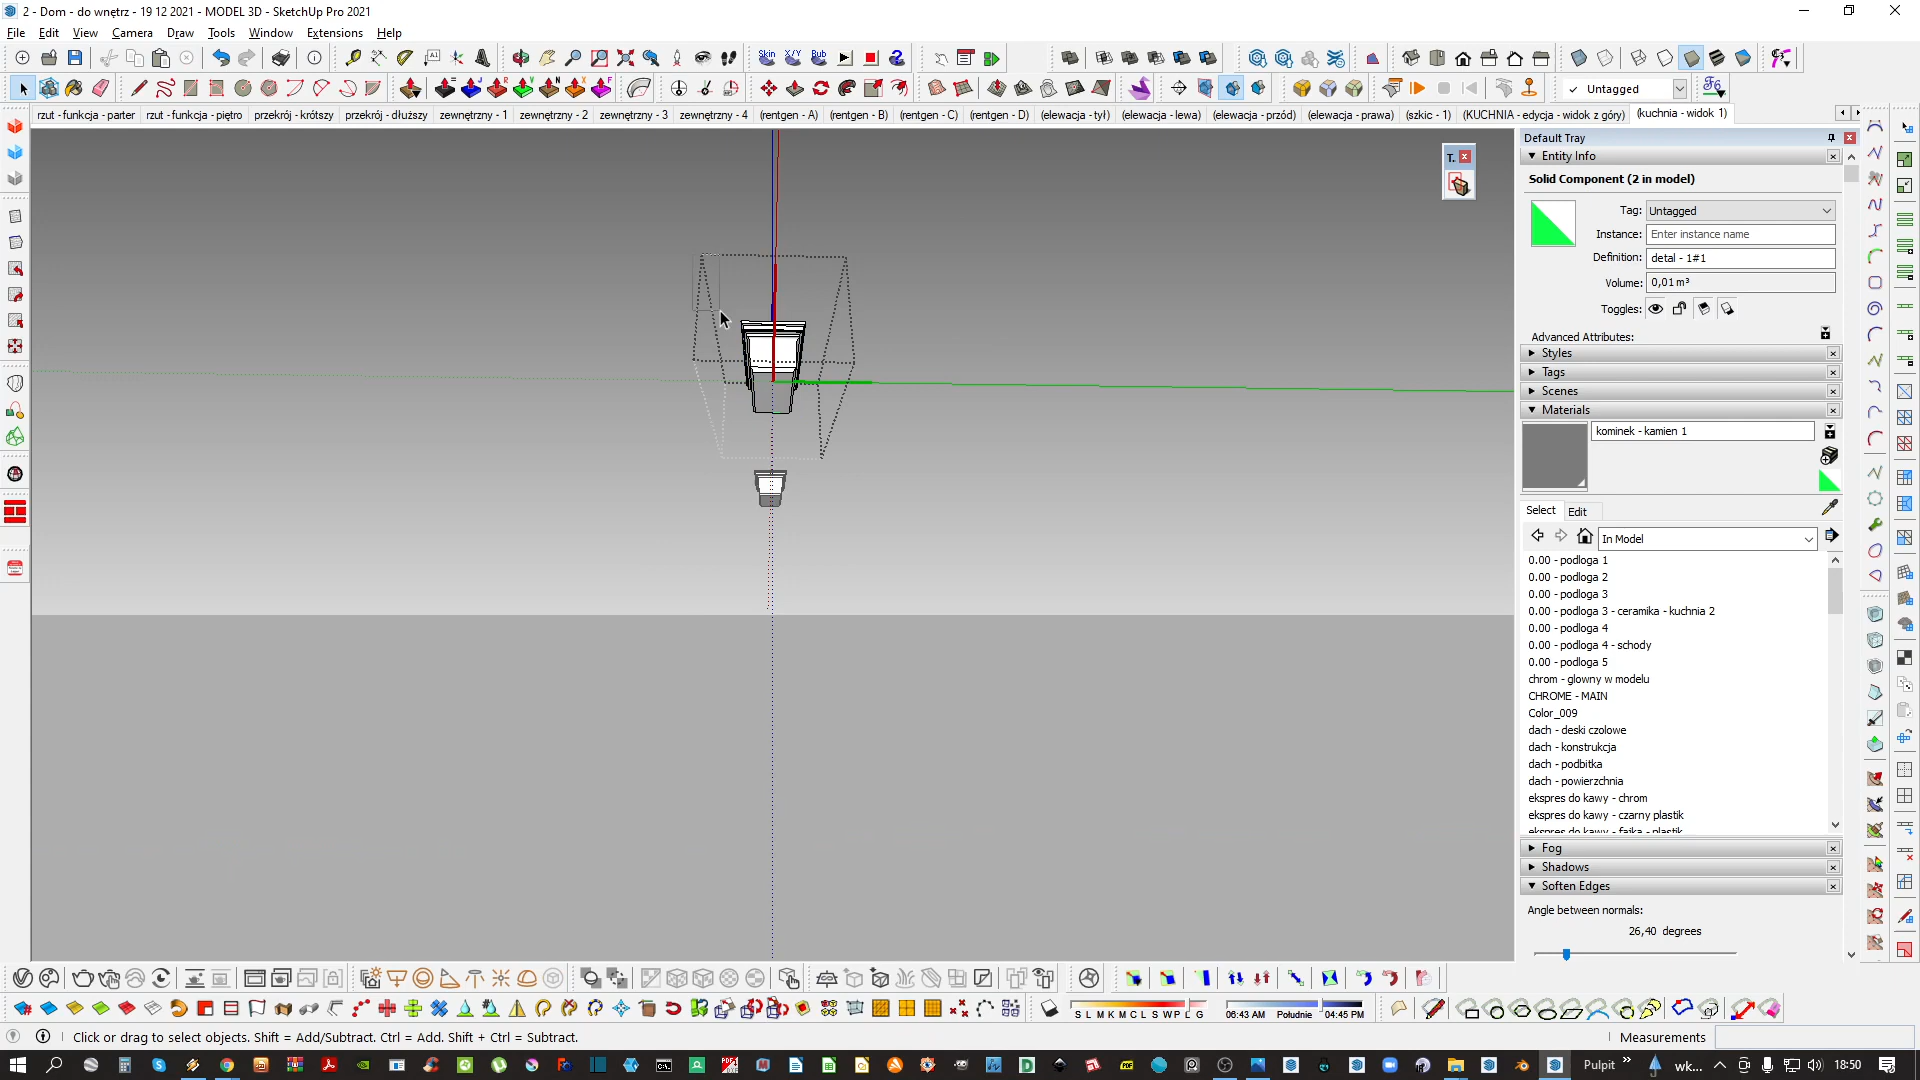 2 - Dom - do wnętrz - 19 12 2021 - MODEL 3D - SketchUp Pro 2021
File Edit View Camera Draw Tools Window Extensions Help
Skin X/Y Bub
Untagged
rzut - funkcja - parter rzut - funkcja - piętro przekrój - krótszy przekrój - dłuższy zewnętrzny - 1 zewnętrzny - 2 zewnętrzny - 3 zewnętrzny - 4 (rentgen - A) (rentgen - B) (rentgen - C) (rentgen - D) (elewacja - tył) (elewacja - lewa) (elewacja - przód) (elewacja - prawa) (szkic - 1) (KUCHNIA - edycja - widok z góry) (kuchnia - widok 1)
T.
Default Tray
Entity Info
Solid Component (2 in model)
Tag: Untagged
Instance: Enter instance name
Definition: detal - 1#1
Volume: 0,01 m³
Toggles:
Advanced Attributes:
Styles
Tags
Scenes
Materials
kominek - kamien 1
Select Edit
In Model
0.00 - podloga 1
0.00 - podloga 2
0.00 - podloga 3
0.00 - podloga 3 - ceramika - kuchnia 2
0.00 - podloga 4
0.00 - podloga 4 - schody
0.00 - podloga 5
chrom - glowny w modelu
CHROME - MAIN
Color_009
dach - deski czolowe
dach - konstrukcja
dach - podbitka
dach - powierzchnia
ekspres do kawy - chrom
ekspres do kawy - czarny plastik
ekspres do kawy - fajka - plastik
Fog
Shadows
Soften Edges
Angle between normals:
26,40 degrees
S L M K M C L S W P L G 06:43 AM Południe 04:45 PM
Click or drag to select objects. Shift = Add/Subtract. Ctrl = Add. Shift + Ctrl = Subtract.
Measurements
Pulpit » wk... 18:50